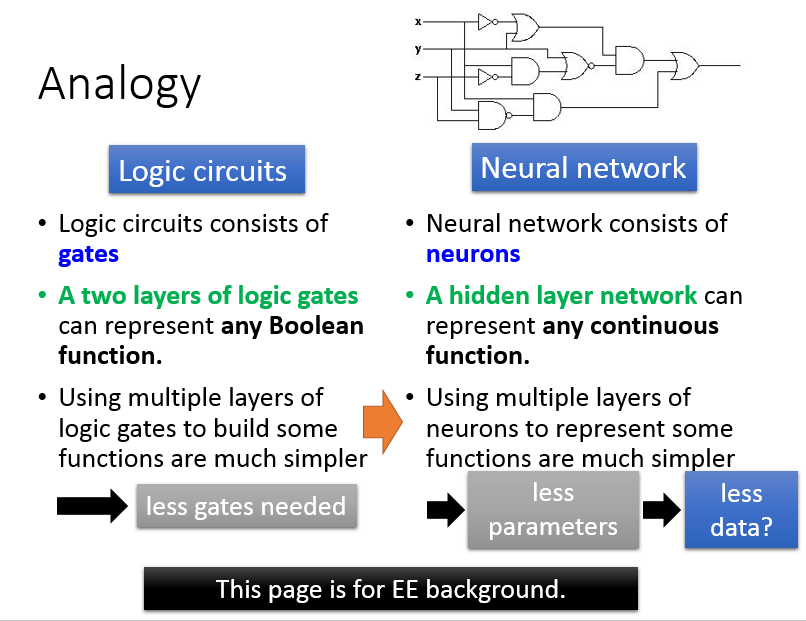 x
y
z
Analogy
Logic circuits
• Logic circuits consists of
gates
• A two layers of logic gates
can represent any Boolean
function.
• Using multiple layers of
logic gates to build some
functions are much simpler
less gates needed
Neural network
• Neural network consists of
neurons
• A hidden layer network can
represent any continuous
function.
• Using multiple layers of
neurons to represent some
functions are much simpler
less
parameters
less
data?
This page is for EE background.